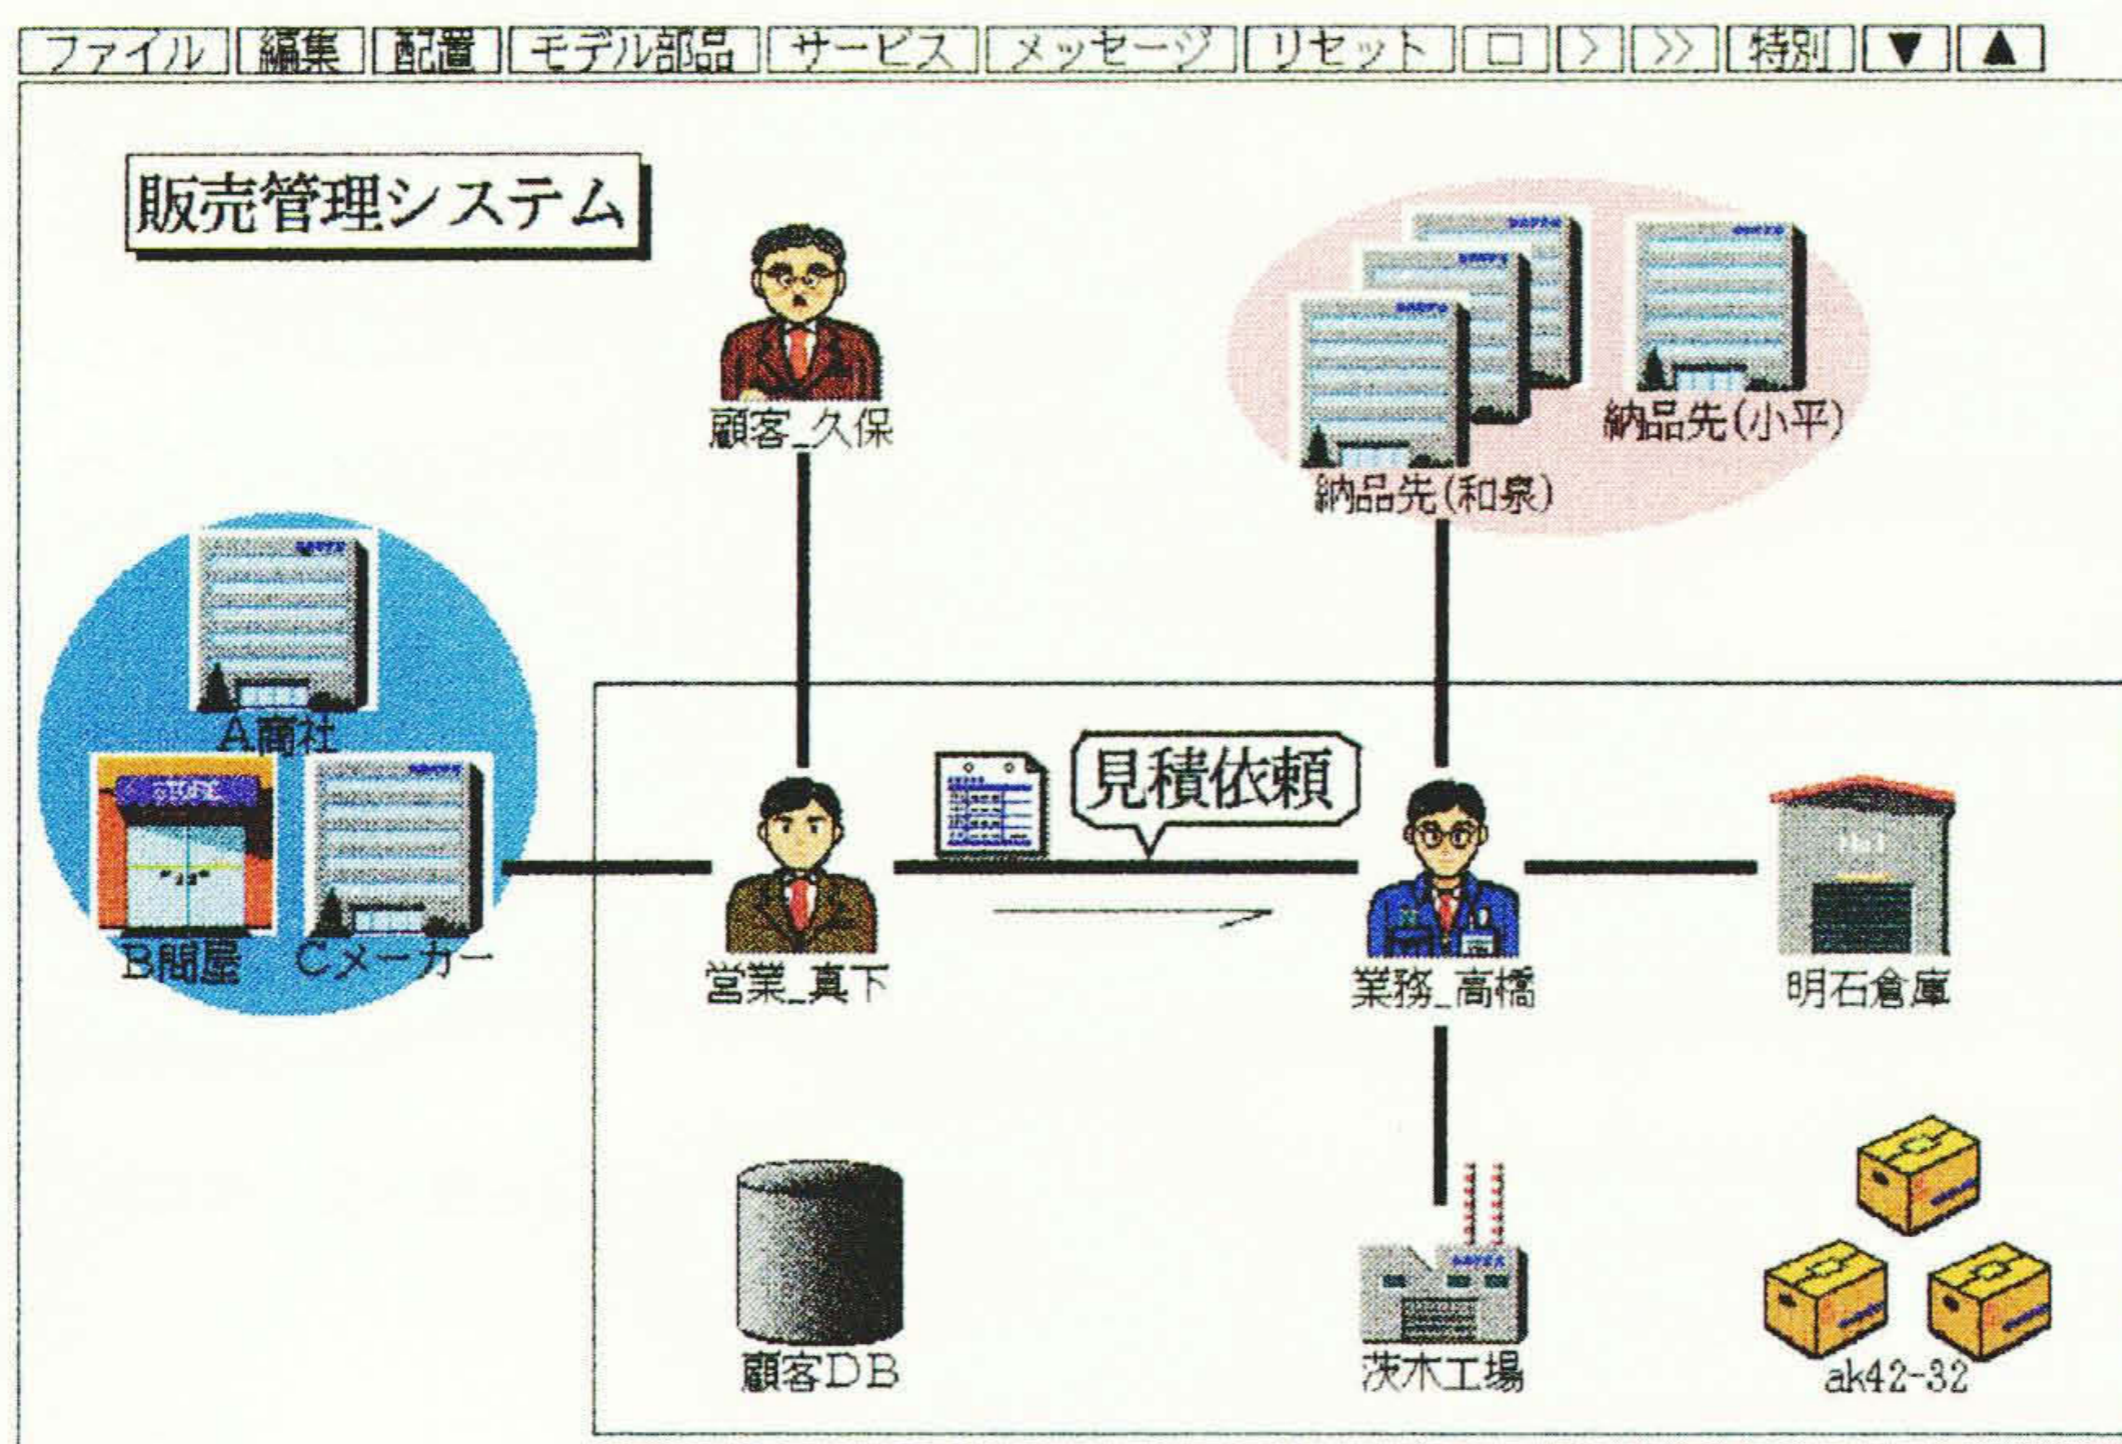 ファイル 編集 配置 モデル部品 サービス メッセージ リセット □ > >> 特別 ▼ ▲
販売管理システム
顧客_久保
納品先(小平)
納品先(和泉)
A商社
B問屋
Cメーカー
見積依頼
営業_真下
業務_高橋
明石倉庫
顧客DB
茨木工場
ak42-32